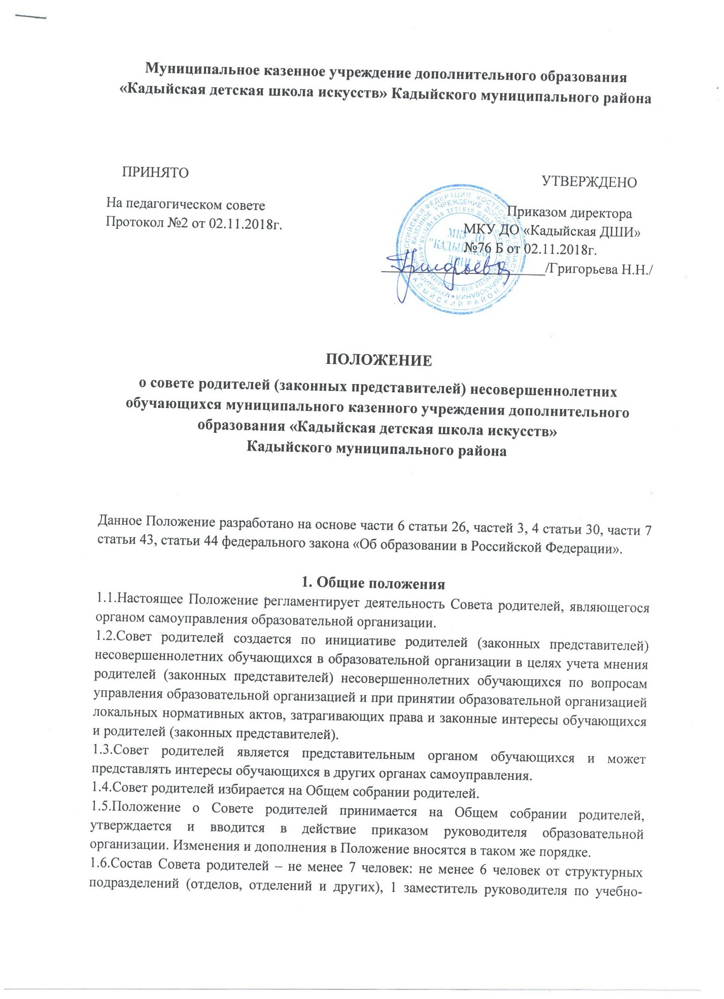 Муниципальное казенное учреждение дополнительного образования
«Кадыйская детская школа искусств» Кадыйского муниципального района
ПРИНЯТО
На педагогическом совете
Протокол №2 от 02.11.2018г.
УТВЕРЖДЕНО
Приказом директора
МКУ ДО «Кадыйская ДШИ»
№76 Б от 02.11.2018г.
/Григорьева Н.Н./
Григорьева
РОССИЙСКАЯ ФЕДЕРАЦИЯ КОСТРОМСКАЯ ОБЛАСТЬ
КАДЫЙСКИЙ РАЙОН
МКУ ДО
"КАДЫЙСКАЯ
ДШИ"
ПОЛОЖЕНИЕ
о совете родителей (законных представителей) несовершеннолетних
обучающихся муниципального казенного учреждения дополнительного
образования «Кадыйская детская школа искусств»
Кадыйского муниципального района
Данное Положение разработано на основе части 6 статьи 26, частей 3, 4 статьи 30, части 7
статьи 43, статьи 44 федерального закона «Об образовании в Российской Федерации».
1. Общие положения
1.1.Настоящее Положение регламентирует деятельность Совета родителей, являющегося
органом самоуправления образовательной организации.
1.2.Совет родителей создается по инициативе родителей (законных представителей)
несовершеннолетних обучающихся в образовательной организации в целях учета мнения
родителей (законных представителей) несовершеннолетних обучающихся по вопросам
управления образовательной организацией и при принятии образовательной организацией
локальных нормативных актов, затрагивающих права и законные интересы обучающихся
и родителей (законных представителей).
1.3.Совет родителей является представительным органом обучающихся и может
представлять интересы обучающихся в других органах самоуправления.
1.4.Совет родителей избирается на Общем собрании родителей.
1.5.Положение о Совете родителей принимается на Общем собрании родителей,
утверждается и вводится в действие приказом руководителя образовательной
организации. Изменения и дополнения в Положение вносятся в таком же порядке.
1.6.Состав Совета родителей – не менее 7 человек: не менее 6 человек от структурных
подразделений (отделов, отделений и других), 1 заместитель руководителя по учебно-